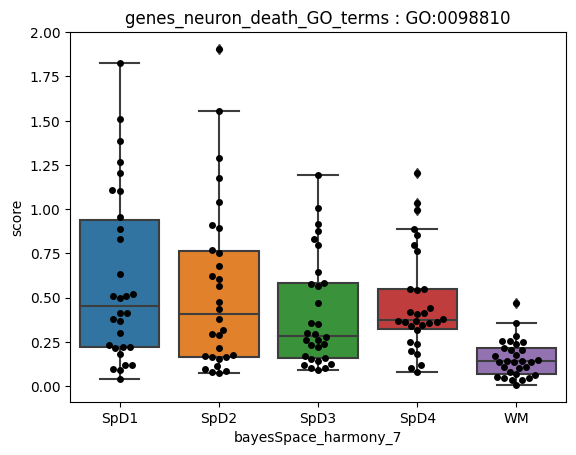 genes_neuron_death_GO_terms : GO:0098810
2.00
1.75
1.50
1.25
1.00
0.75
0.50
0.25
0.00
score
SpD1 SpD2 SpD3 SpD4 WM
bayesSpace_harmony_7